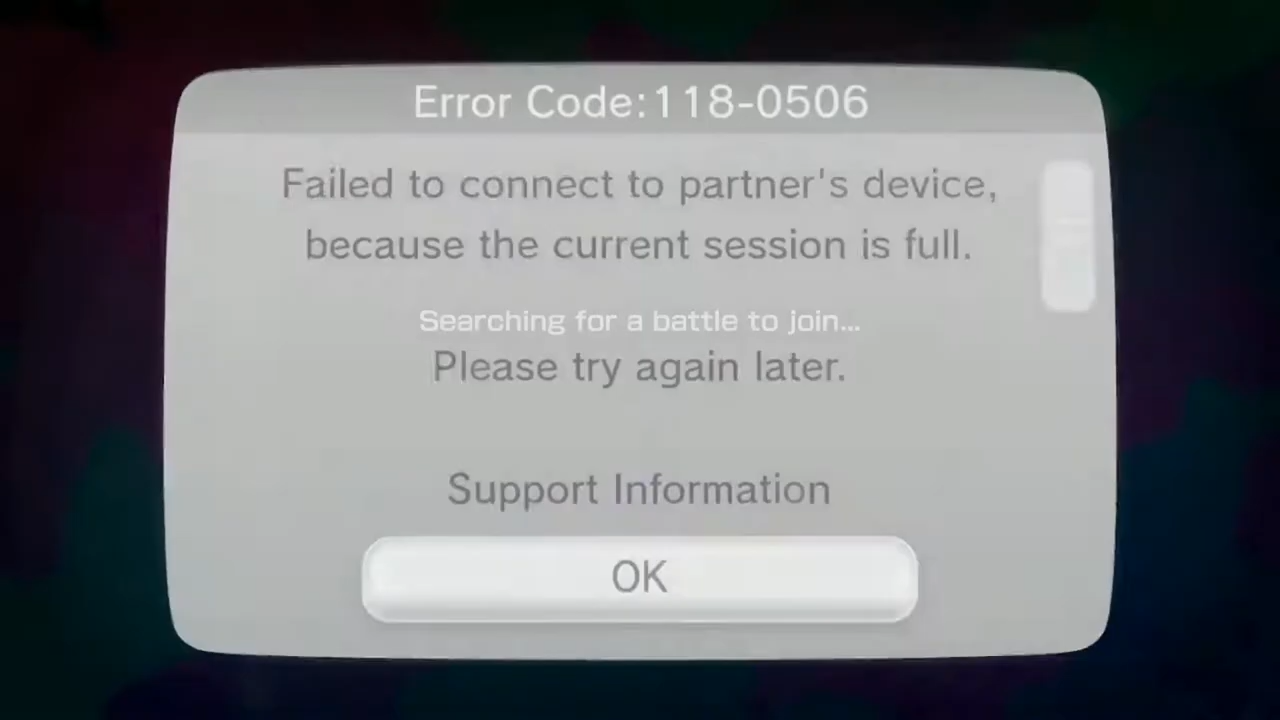 Error Code:118-0506
Failed to connect to partner's device,
because the current session is full.
Searching for a battle to join...
Please try again later.
Support Information
OK